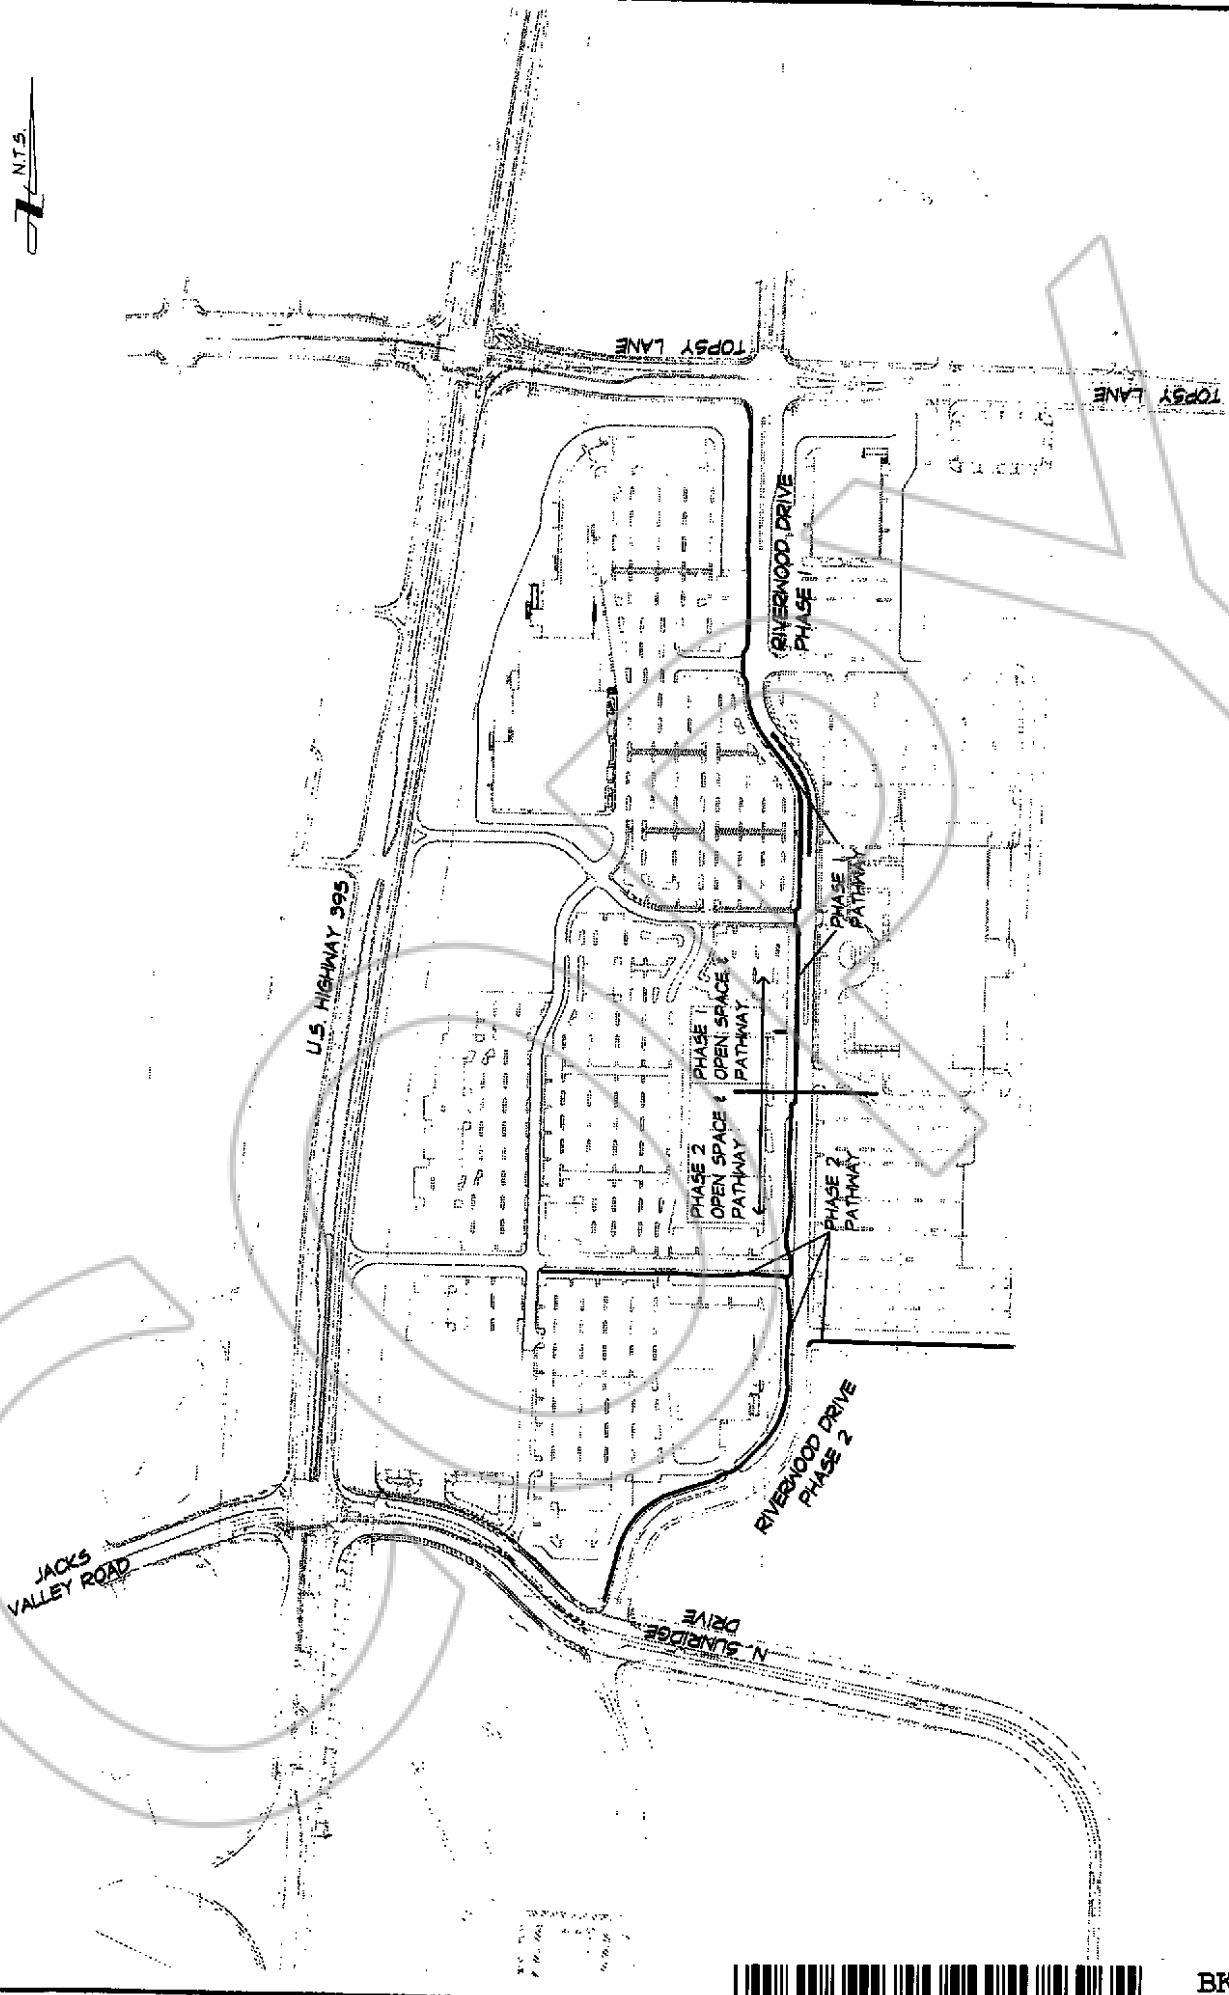 N.T.S.
TOPSY LANE
TOPSY LANE
RIVERWOOD DRIVE
PHASE 1
U.S. HIGHWAY 395
PHASE 1
PATHWAY
PHASE 1
OPEN SPACE &
PATHWAY
PHASE 2
OPEN SPACE &
PATHWAY
PHASE 2
PATHWAY
RIVERWOOD DRIVE
PHASE 2
JACKS
VALLEY ROAD
N. SUNRIDGE
DRIVE
COPY
BK